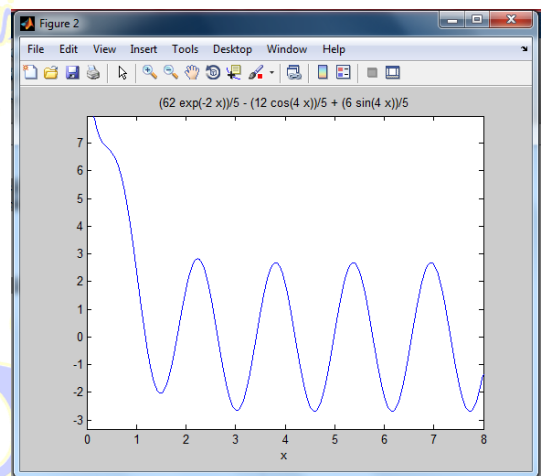 Figure 2
File Edit View Insert Tools Desktop Window Help
(62 exp(-2 x))/5 - (12 cos(4 x))/5 + (6 sin(4 x))/5
7
6
5
4
3
2
1
0
-1
-2
-3
0 1 2 3 4 5 6 7 8
x